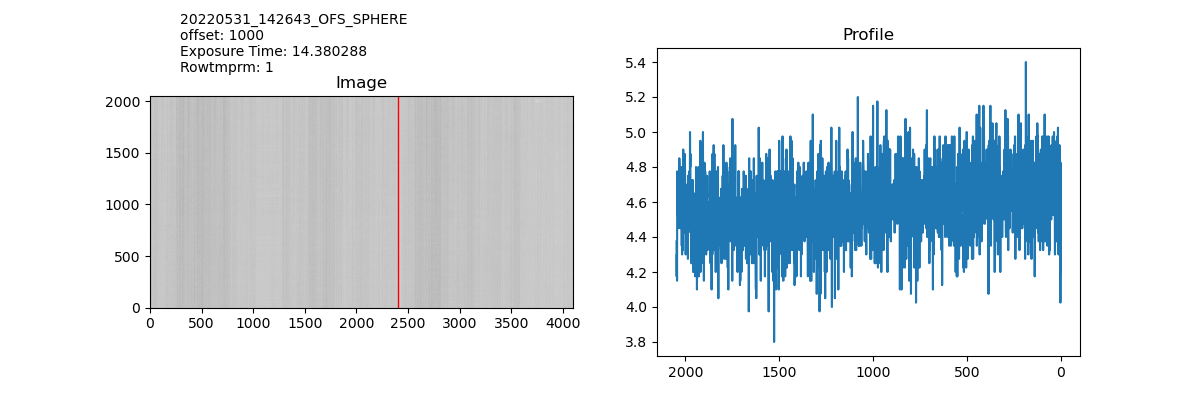 20220531_142643_OFS_SPHERE
offset: 1000
Exposure Time: 14.380288
Rowtmprm: 1
Image
2000
1500
1000
500
0
0 500 1000 1500 2000 2500 3000 3500 4000
Profile
5.4
5.2
5.0
4.8
4.6
4.4
4.2
4.0
3.8
2000 1500 1000 500 0